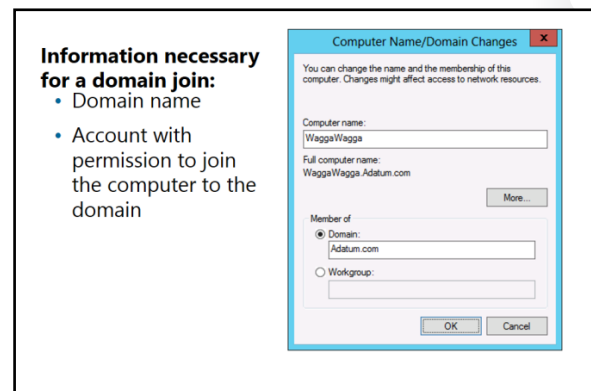 Information necessary
for a domain join:
• Domain name
• Account with
permission to join
the computer to the
domain
Computer Name/Domain Changes
x
You can change the name and the membership of this
computer. Changes might affect access to network resources.
Computer name:
WaggaWagga
Full computer name:
WaggaWagga.Adatum.com
More...
Member of
Domain:
Adatum.com
Workgroup:
OK
Cancel